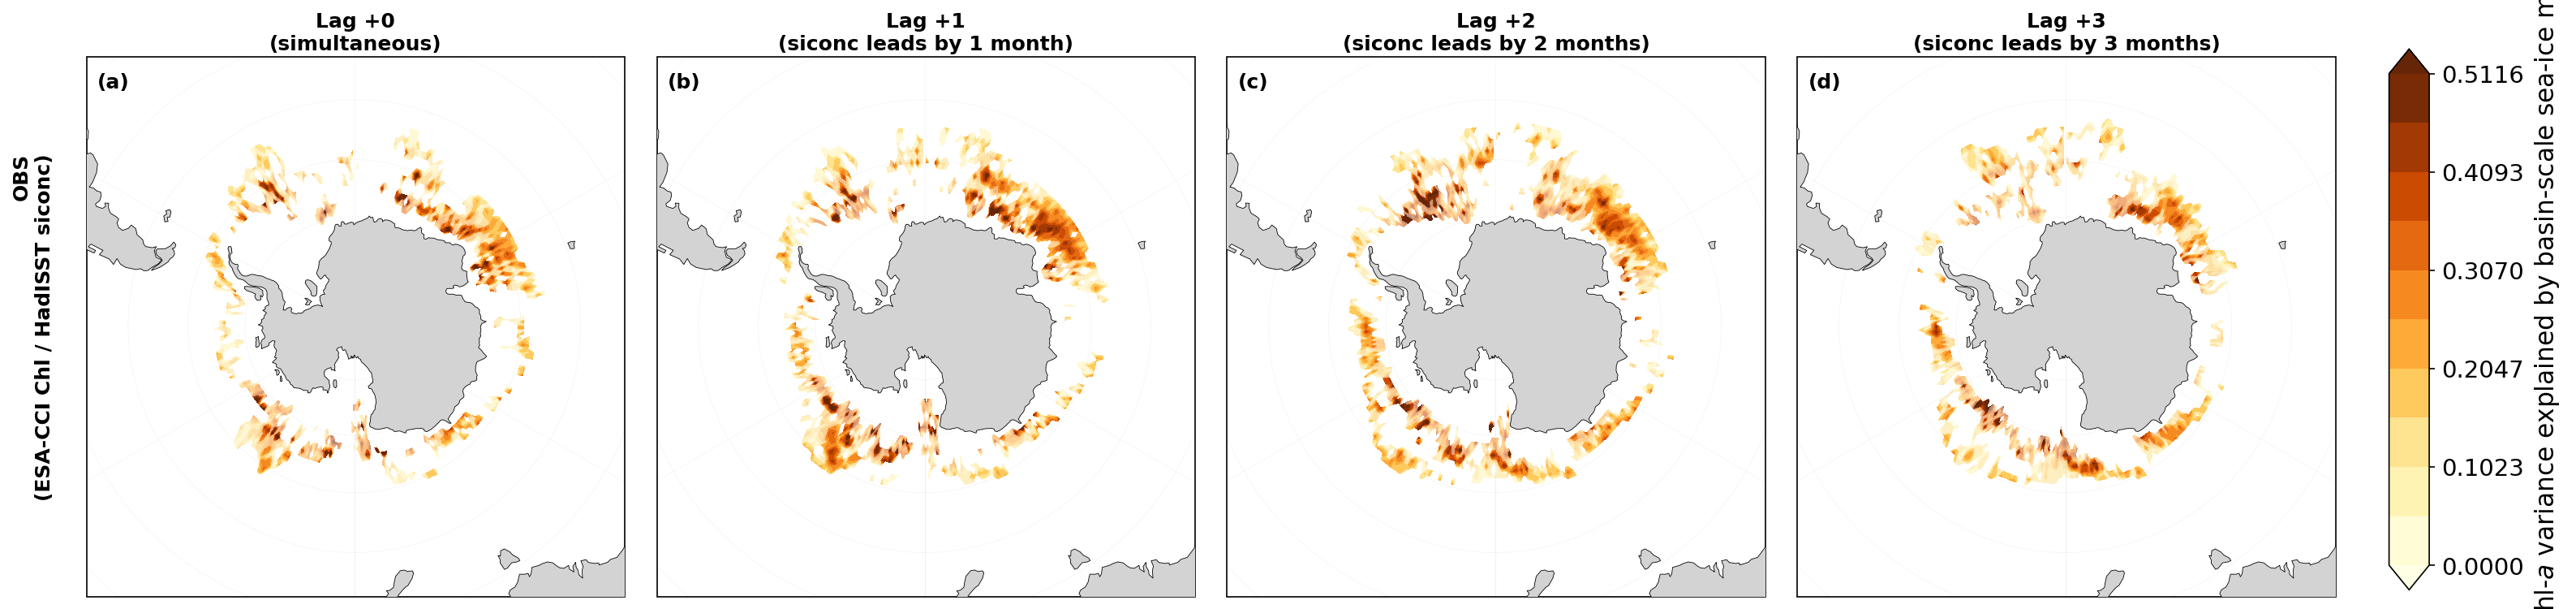 Lag +0
(simultaneous)
Lag +1
(siconc leads by 1 month)
Lag +2
(siconc leads by 2 months)
Lag +3
(siconc leads by 3 months)
OBS
(ESA-CCI Chl / HadISST siconc)
(a)
(b)
(c)
(d)
0.5116
0.4093
0.3070
0.2047
0.1023
0.0000
hl-a variance explained by basin-scale sea-ice m